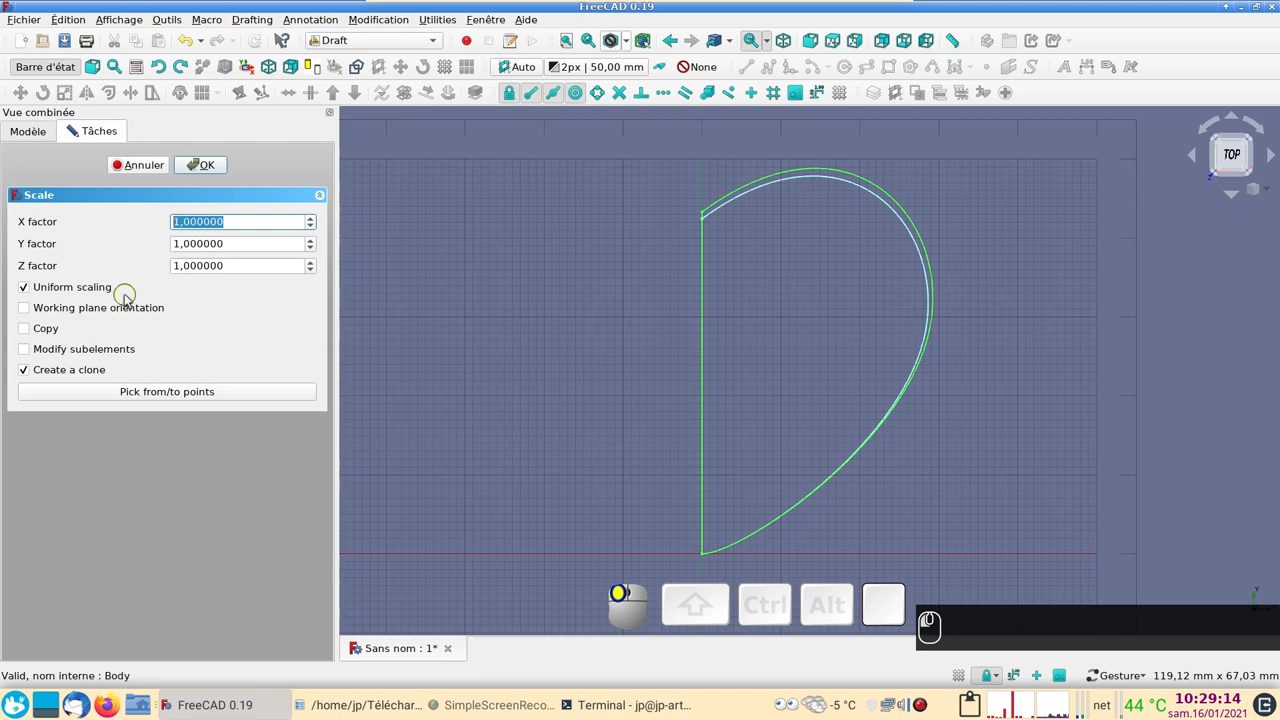 FreeCAD 0.19
Fichier Édition Affichage Outils Macro Drafting Annotation Modification Utilities Fenêtre Aide
Draft
Barre d'état Auto 2px | 50,00 mm None
Vue combinée
Modèle Tâches
Annuler OK
Scale
X factor 1,000000
Y factor 1,000000
Z factor 1,000000
Uniform scaling
Working plane orientation
Copy
Modify subelements
Create a clone
Pick from/to points
TOP
Z
Ctrl Alt
Sans nom : 1*
Y
Valid, nom interne : Body Gesture 119,12 mm x 67,03 mm
FreeCAD 0.19 /home/jp/Téléchar... SimpleScreenReco... Terminal - jp@jp-art... -5 °C net 44 °C 10:29:14
sam.16/01/2021